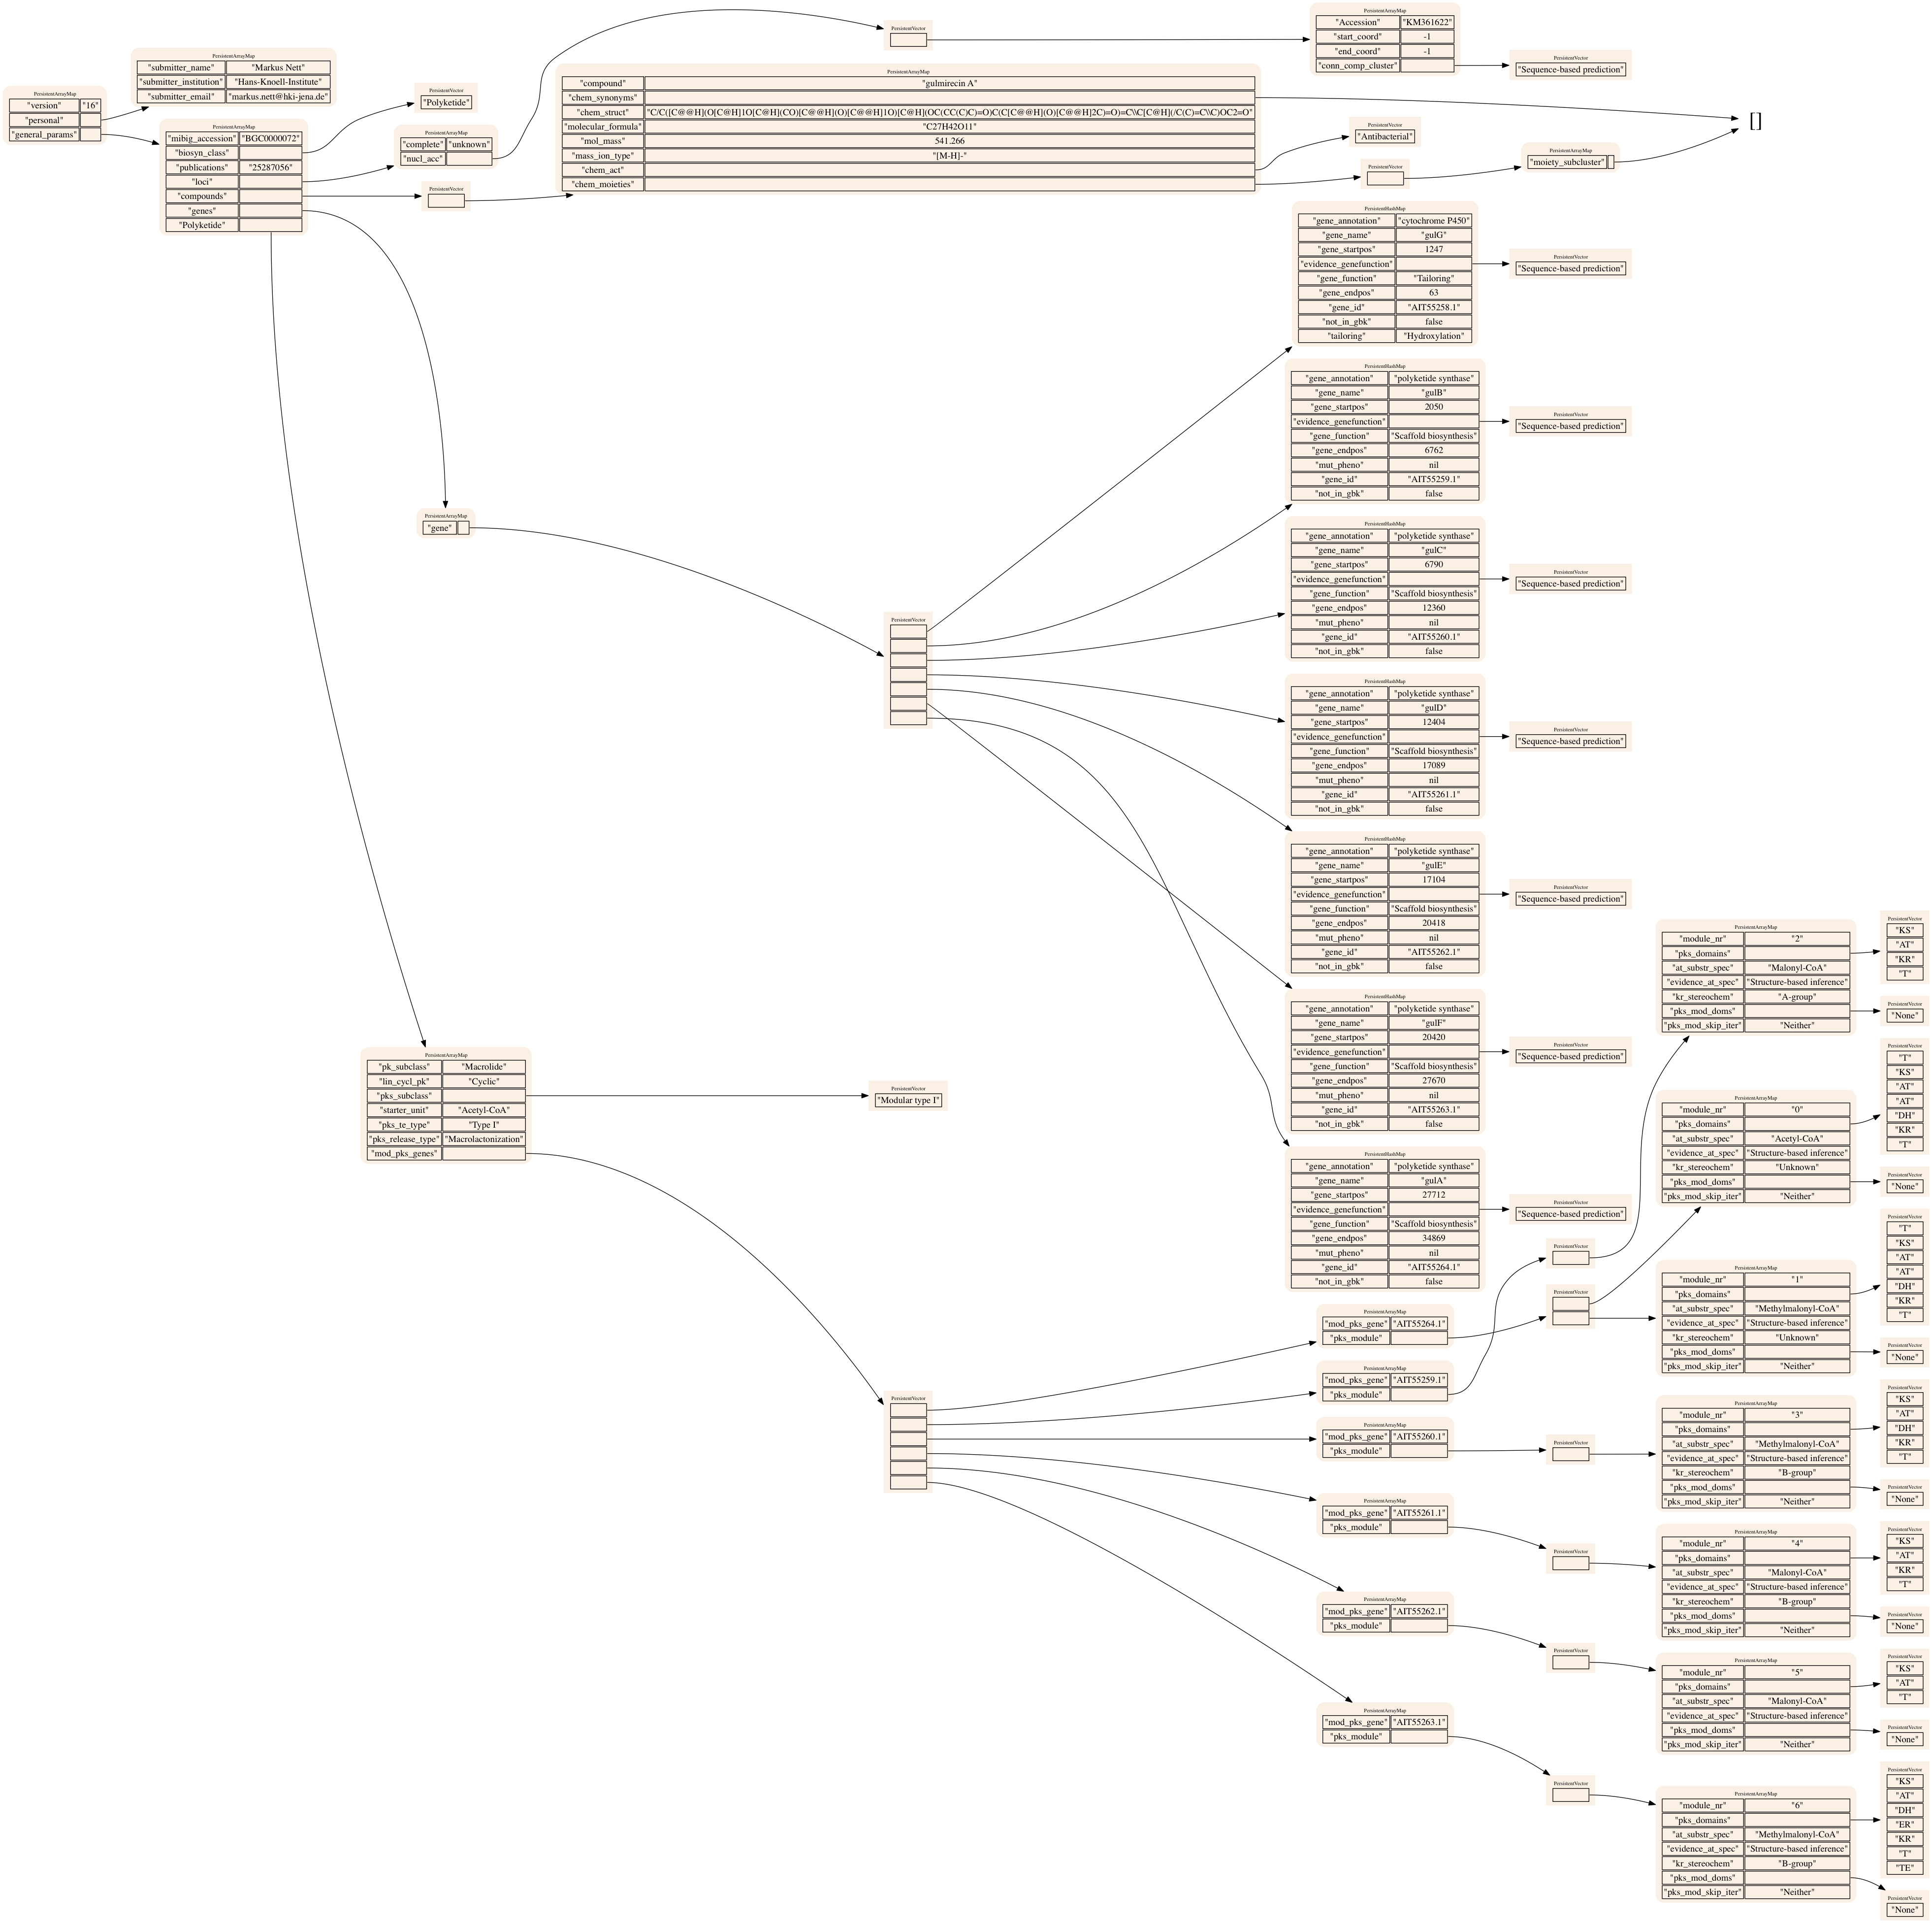 PersistentArrayMap
"version" "16"
"personal"
"general_params"
PersistentArrayMap
"submitter_name" "Markus Nett"
"submitter_institution" "Hans-Knoell-Institute"
"submitter_email" "markus.nett@hki-jena.de"
PersistentArrayMap
"mibig_accession" "BGC0000072"
"biosyn_class"
"publications" "25287056"
"loci"
"compounds"
"genes"
"Polyketide"
PersistentVector
"Polyketide"
PersistentArrayMap
"complete" "unknown"
"nucl_acc"
PersistentVector
PersistentVector
PersistentArrayMap
"Accession" "KM361622"
"start_coord" -1
"end_coord" -1
"conn_comp_cluster"
PersistentVector
"Sequence-based prediction"
PersistentArrayMap
"compound" "gulmirecin A"
"chem_synonyms"
"chem_struct" "C/C([C@@H](O[C@H]1O[C@H](CO)[C@@H](O)[C@@H]1O)[C@H](OC(CC(C)C)=O)C(C[C@@H](O)[C@@H]2C)=O)=C\\C[C@H](/C(C)=C\\C)OC2=O"
"molecular_formula" "C27H42O11"
"mol_mass" 541.266
"mass_ion_type" "[M-H]-"
"chem_act"
"chem_moieties"
PersistentVector
"Antibacterial"
PersistentVector
PersistentArrayMap
"moiety_subcluster"
[]
PersistentHashMap
"gene_annotation" "cytochrome P450"
"gene_name" "gulG"
"gene_startpos" 1247
"evidence_genefunction"
"gene_function" "Tailoring"
"gene_endpos" 63
"gene_id" "AIT55258.1"
"not_in_gbk" false
"tailoring" "Hydroxylation"
PersistentVector
"Sequence-based prediction"
PersistentHashMap
"gene_annotation" "polyketide synthase"
"gene_name" "gulB"
"gene_startpos" 2050
"evidence_genefunction"
"gene_function" "Scaffold biosynthesis"
"gene_endpos" 6762
"mut_pheno" nil
"gene_id" "AIT55259.1"
"not_in_gbk" false
PersistentVector
"Sequence-based prediction"
PersistentArrayMap
"gene"
PersistentHashMap
"gene_annotation" "polyketide synthase"
"gene_name" "gulC"
"gene_startpos" 6790
"evidence_genefunction"
"gene_function" "Scaffold biosynthesis"
"gene_endpos" 12360
"mut_pheno" nil
"gene_id" "AIT55260.1"
"not_in_gbk" false
PersistentVector
"Sequence-based prediction"
PersistentVector
PersistentHashMap
"gene_annotation" "polyketide synthase"
"gene_name" "gulD"
"gene_startpos" 12404
"evidence_genefunction"
"gene_function" "Scaffold biosynthesis"
"gene_endpos" 17089
"mut_pheno" nil
"gene_id" "AIT55261.1"
"not_in_gbk" false
PersistentVector
"Sequence-based prediction"
PersistentHashMap
"gene_annotation" "polyketide synthase"
"gene_name" "gulE"
"gene_startpos" 17104
"evidence_genefunction"
"gene_function" "Scaffold biosynthesis"
"gene_endpos" 20418
"mut_pheno" nil
"gene_id" "AIT55262.1"
"not_in_gbk" false
PersistentVector
"Sequence-based prediction"
PersistentHashMap
"gene_annotation" "polyketide synthase"
"gene_name" "gulF"
"gene_startpos" 20420
"evidence_genefunction"
"gene_function" "Scaffold biosynthesis"
"gene_endpos" 27670
"mut_pheno" nil
"gene_id" "AIT55263.1"
"not_in_gbk" false
PersistentVector
"Sequence-based prediction"
PersistentHashMap
"gene_annotation" "polyketide synthase"
"gene_name" "gulA"
"gene_startpos" 27712
"evidence_genefunction"
"gene_function" "Scaffold biosynthesis"
"gene_endpos" 34869
"mut_pheno" nil
"gene_id" "AIT55264.1"
"not_in_gbk" false
PersistentVector
"Sequence-based prediction"
PersistentArrayMap
"pk_subclass" "Macrolide"
"lin_cycl_pk" "Cyclic"
"pks_subclass"
"starter_unit" "Acetyl-CoA"
"pks_te_type" "Type I"
"pks_release_type" "Macrolactonization"
"mod_pks_genes"
PersistentVector
"Modular type I"
PersistentVector
PersistentArrayMap
"mod_pks_gene" "AIT55264.1"
"pks_module"
PersistentArrayMap
"mod_pks_gene" "AIT55259.1"
"pks_module"
PersistentArrayMap
"mod_pks_gene" "AIT55260.1"
"pks_module"
PersistentArrayMap
"mod_pks_gene" "AIT55261.1"
"pks_module"
PersistentArrayMap
"mod_pks_gene" "AIT55262.1"
"pks_module"
PersistentArrayMap
"mod_pks_gene" "AIT55263.1"
"pks_module"
PersistentVector
PersistentVector
PersistentVector
PersistentVector
PersistentVector
PersistentVector
PersistentArrayMap
"module_nr" "2"
"pks_domains"
"at_substr_spec" "Malonyl-CoA"
"evidence_at_spec" "Structure-based inference"
"kr_stereochem" "A-group"
"pks_mod_doms"
"pks_mod_skip_iter" "Neither"
PersistentVector
"KS"
"AT"
"KR"
"T"
PersistentVector
"None"
PersistentArrayMap
"module_nr" "0"
"pks_domains"
"at_substr_spec" "Acetyl-CoA"
"evidence_at_spec" "Structure-based inference"
"kr_stereochem" "Unknown"
"pks_mod_doms"
"pks_mod_skip_iter" "Neither"
PersistentVector
"T"
"KS"
"AT"
"AT"
"DH"
"KR"
"T"
PersistentVector
"None"
PersistentArrayMap
"module_nr" "1"
"pks_domains"
"at_substr_spec" "Methylmalonyl-CoA"
"evidence_at_spec" "Structure-based inference"
"kr_stereochem" "Unknown"
"pks_mod_doms"
"pks_mod_skip_iter" "Neither"
PersistentVector
"T"
"KS"
"AT"
"AT"
"DH"
"KR"
"T"
PersistentVector
"None"
PersistentArrayMap
"module_nr" "3"
"pks_domains"
"at_substr_spec" "Methylmalonyl-CoA"
"evidence_at_spec" "Structure-based inference"
"kr_stereochem" "B-group"
"pks_mod_doms"
"pks_mod_skip_iter" "Neither"
PersistentVector
"KS"
"AT"
"DH"
"KR"
"T"
PersistentVector
"None"
PersistentArrayMap
"module_nr" "4"
"pks_domains"
"at_substr_spec" "Malonyl-CoA"
"evidence_at_spec" "Structure-based inference"
"kr_stereochem" "B-group"
"pks_mod_doms"
"pks_mod_skip_iter" "Neither"
PersistentVector
"KS"
"AT"
"KR"
"T"
PersistentVector
"None"
PersistentArrayMap
"module_nr" "5"
"pks_domains"
"at_substr_spec" "Malonyl-CoA"
"evidence_at_spec" "Structure-based inference"
"pks_mod_doms"
"pks_mod_skip_iter" "Neither"
PersistentVector
"KS"
"AT"
"T"
PersistentVector
"None"
PersistentArrayMap
"module_nr" "6"
"pks_domains"
"at_substr_spec" "Methylmalonyl-CoA"
"evidence_at_spec" "Structure-based inference"
"kr_stereochem" "B-group"
"pks_mod_doms"
"pks_mod_skip_iter" "Neither"
PersistentVector
"KS"
"AT"
"DH"
"ER"
"KR"
"T"
"TE"
PersistentVector
"None"